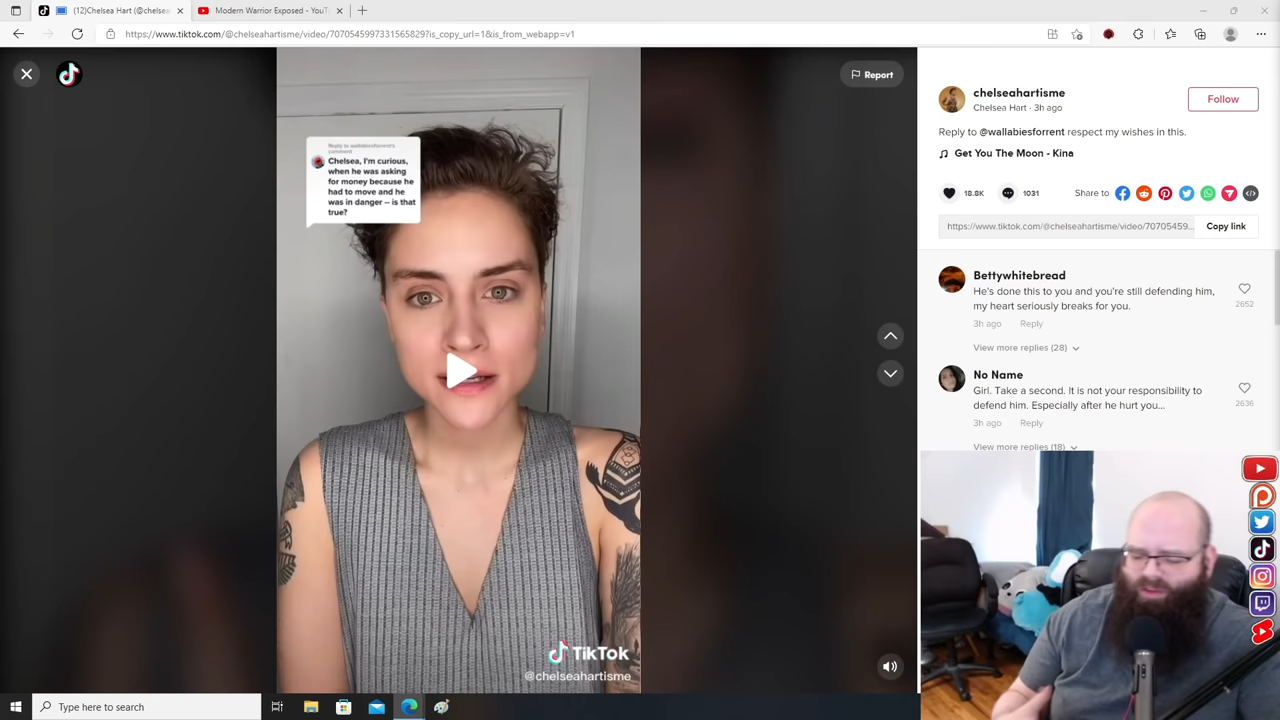 (12)Chelsea Hart (@chelsea
Modern Warrior Exposed - YouT
https://www.tiktok.com/@chelseahartisme/video/7070545997331565829?is_copy_url=1&is_from_webapp=v1
Report
Reply to wallabiesforrent's
comment
Chelsea, I'm curious,
when he was asking
for money because he
had to move and he
was in danger -- is that
true?
TikTok
@chelseahartisme
chelseahartisme
Chelsea Hart · 3h ago
Follow
Reply to @wallabiesforrent respect my wishes in this.
Get You The Moon - Kina
18.8K
1031
Share to
https://www.tiktok.com/@chelseahartisme/video/70705459...
Copy link
Bettywhitebread
He's done this to you and you're still defending him,
my heart seriously breaks for you.
2652
3h ago
Reply
View more replies (28)
No Name
Girl. Take a second. It is not your responsibility to
defend him. Especially after he hurt you...
2636
3h ago
Reply
View more replies (18)
Type here to search